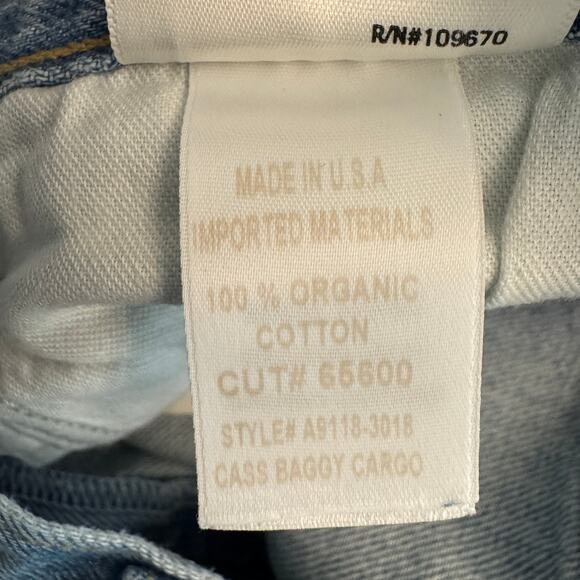 R/N#109670
MADE IN U.S.A
IMPORTED MATERIALS
100 % ORGANIC
COTTON
CUT# 65600
STYLE# A9118-3018
CASS BAGGY CARGO